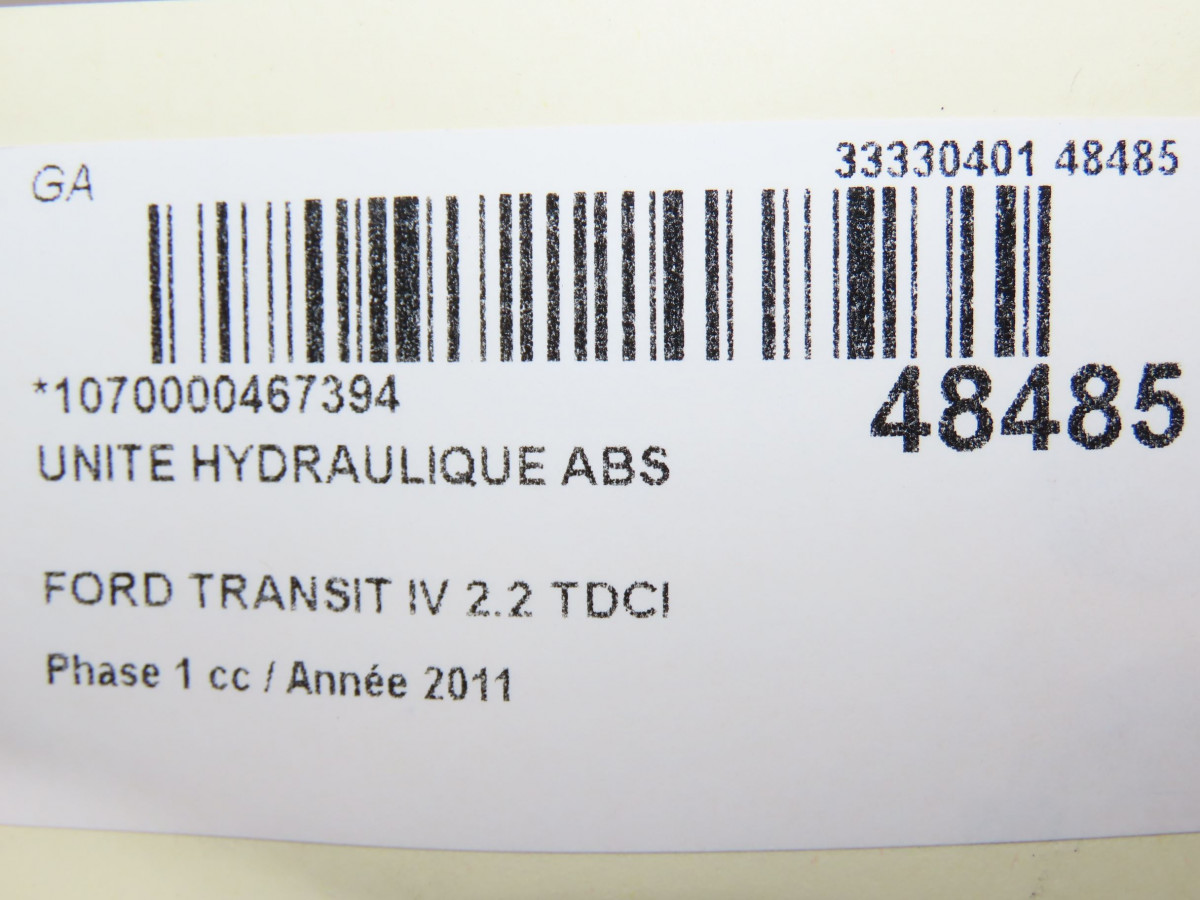 GA
33330401 48485
*1070000467394
48485
UNITE HYDRAULIQUE ABS
FORD TRANSIT IV 2.2 TDCI
Phase 1 cc / Année 2011